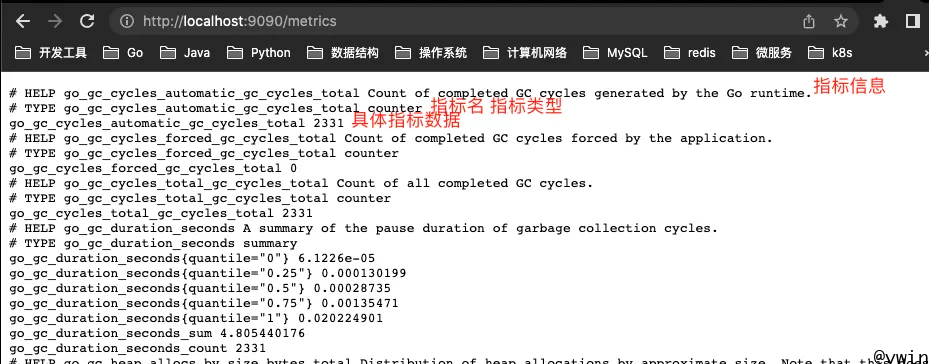 http://localhost:9090/metrics
开发工具 Go Java Python 数据结构 操作系统 计算机网络 MySQL redis 微服务 k8s
# HELP go_gc_cycles_automatic_gc_cycles_total Count of completed GC cycles generated by the Go runtime. 指标信息
# TYPE go_gc_cycles_automatic_gc_cycles_total counter 指标名 指标类型
go_gc_cycles_automatic_gc_cycles_total 2331 具体指标数据
# HELP go_gc_cycles_forced_gc_cycles_total Count of completed GC cycles forced by the application.
# TYPE go_gc_cycles_forced_gc_cycles_total counter
go_gc_cycles_forced_gc_cycles_total 0
# HELP go_gc_cycles_total_gc_cycles_total Count of all completed GC cycles.
# TYPE go_gc_cycles_total_gc_cycles_total counter
go_gc_cycles_total_gc_cycles_total 2331
# HELP go_gc_duration_seconds A summary of the pause duration of garbage collection cycles.
# TYPE go_gc_duration_seconds summary
go_gc_duration_seconds{quantile="0"} 6.1226e-05
go_gc_duration_seconds{quantile="0.25"} 0.000130199
go_gc_duration_seconds{quantile="0.5"} 0.00028735
go_gc_duration_seconds{quantile="0.75"} 0.00135471
go_gc_duration_seconds{quantile="1"} 0.020224901
go_gc_duration_seconds_sum 4.805440176
go_gc_duration_seconds_count 2331
# HELP go_gc_heap_allocs_by_size_bytes_total Distribution of heap allocations by approximate size. Note that this does
@ywin